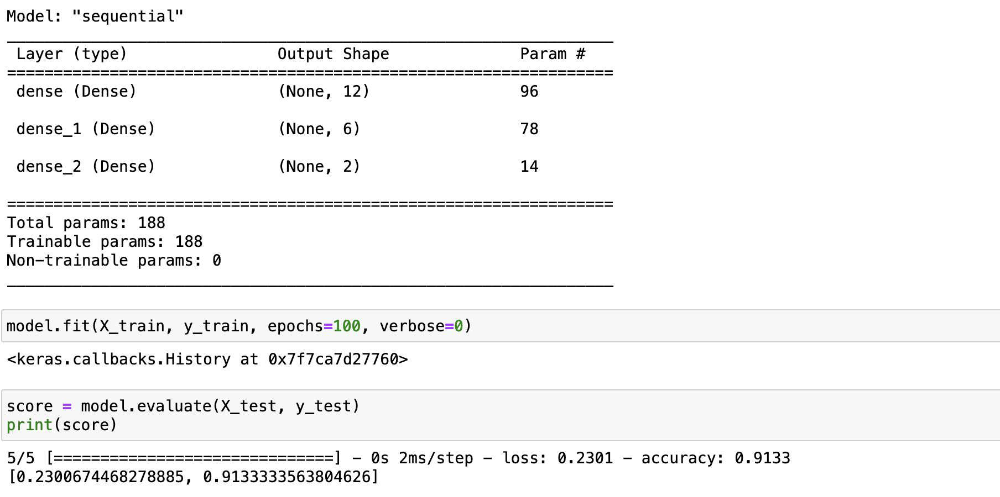 Model: "sequential"
_________________________________________________________________
Layer (type) Output Shape Param #
=================================================================
dense (Dense) (None, 12) 96
dense_1 (Dense) (None, 6) 78
dense_2 (Dense) (None, 2) 14
=================================================================
Total params: 188
Trainable params: 188
Non-trainable params: 0
_________________________________________________________________
model.fit(X_train, y_train, epochs=100, verbose=0)
<keras.callbacks.History at 0x7f7ca7d27760>
score = model.evaluate(X_test, y_test)
print(score)
5/5 [==============================] - 0s 2ms/step - loss: 0.2301 - accuracy: 0.9133
[0.2300674468278885, 0.9133333563804626]